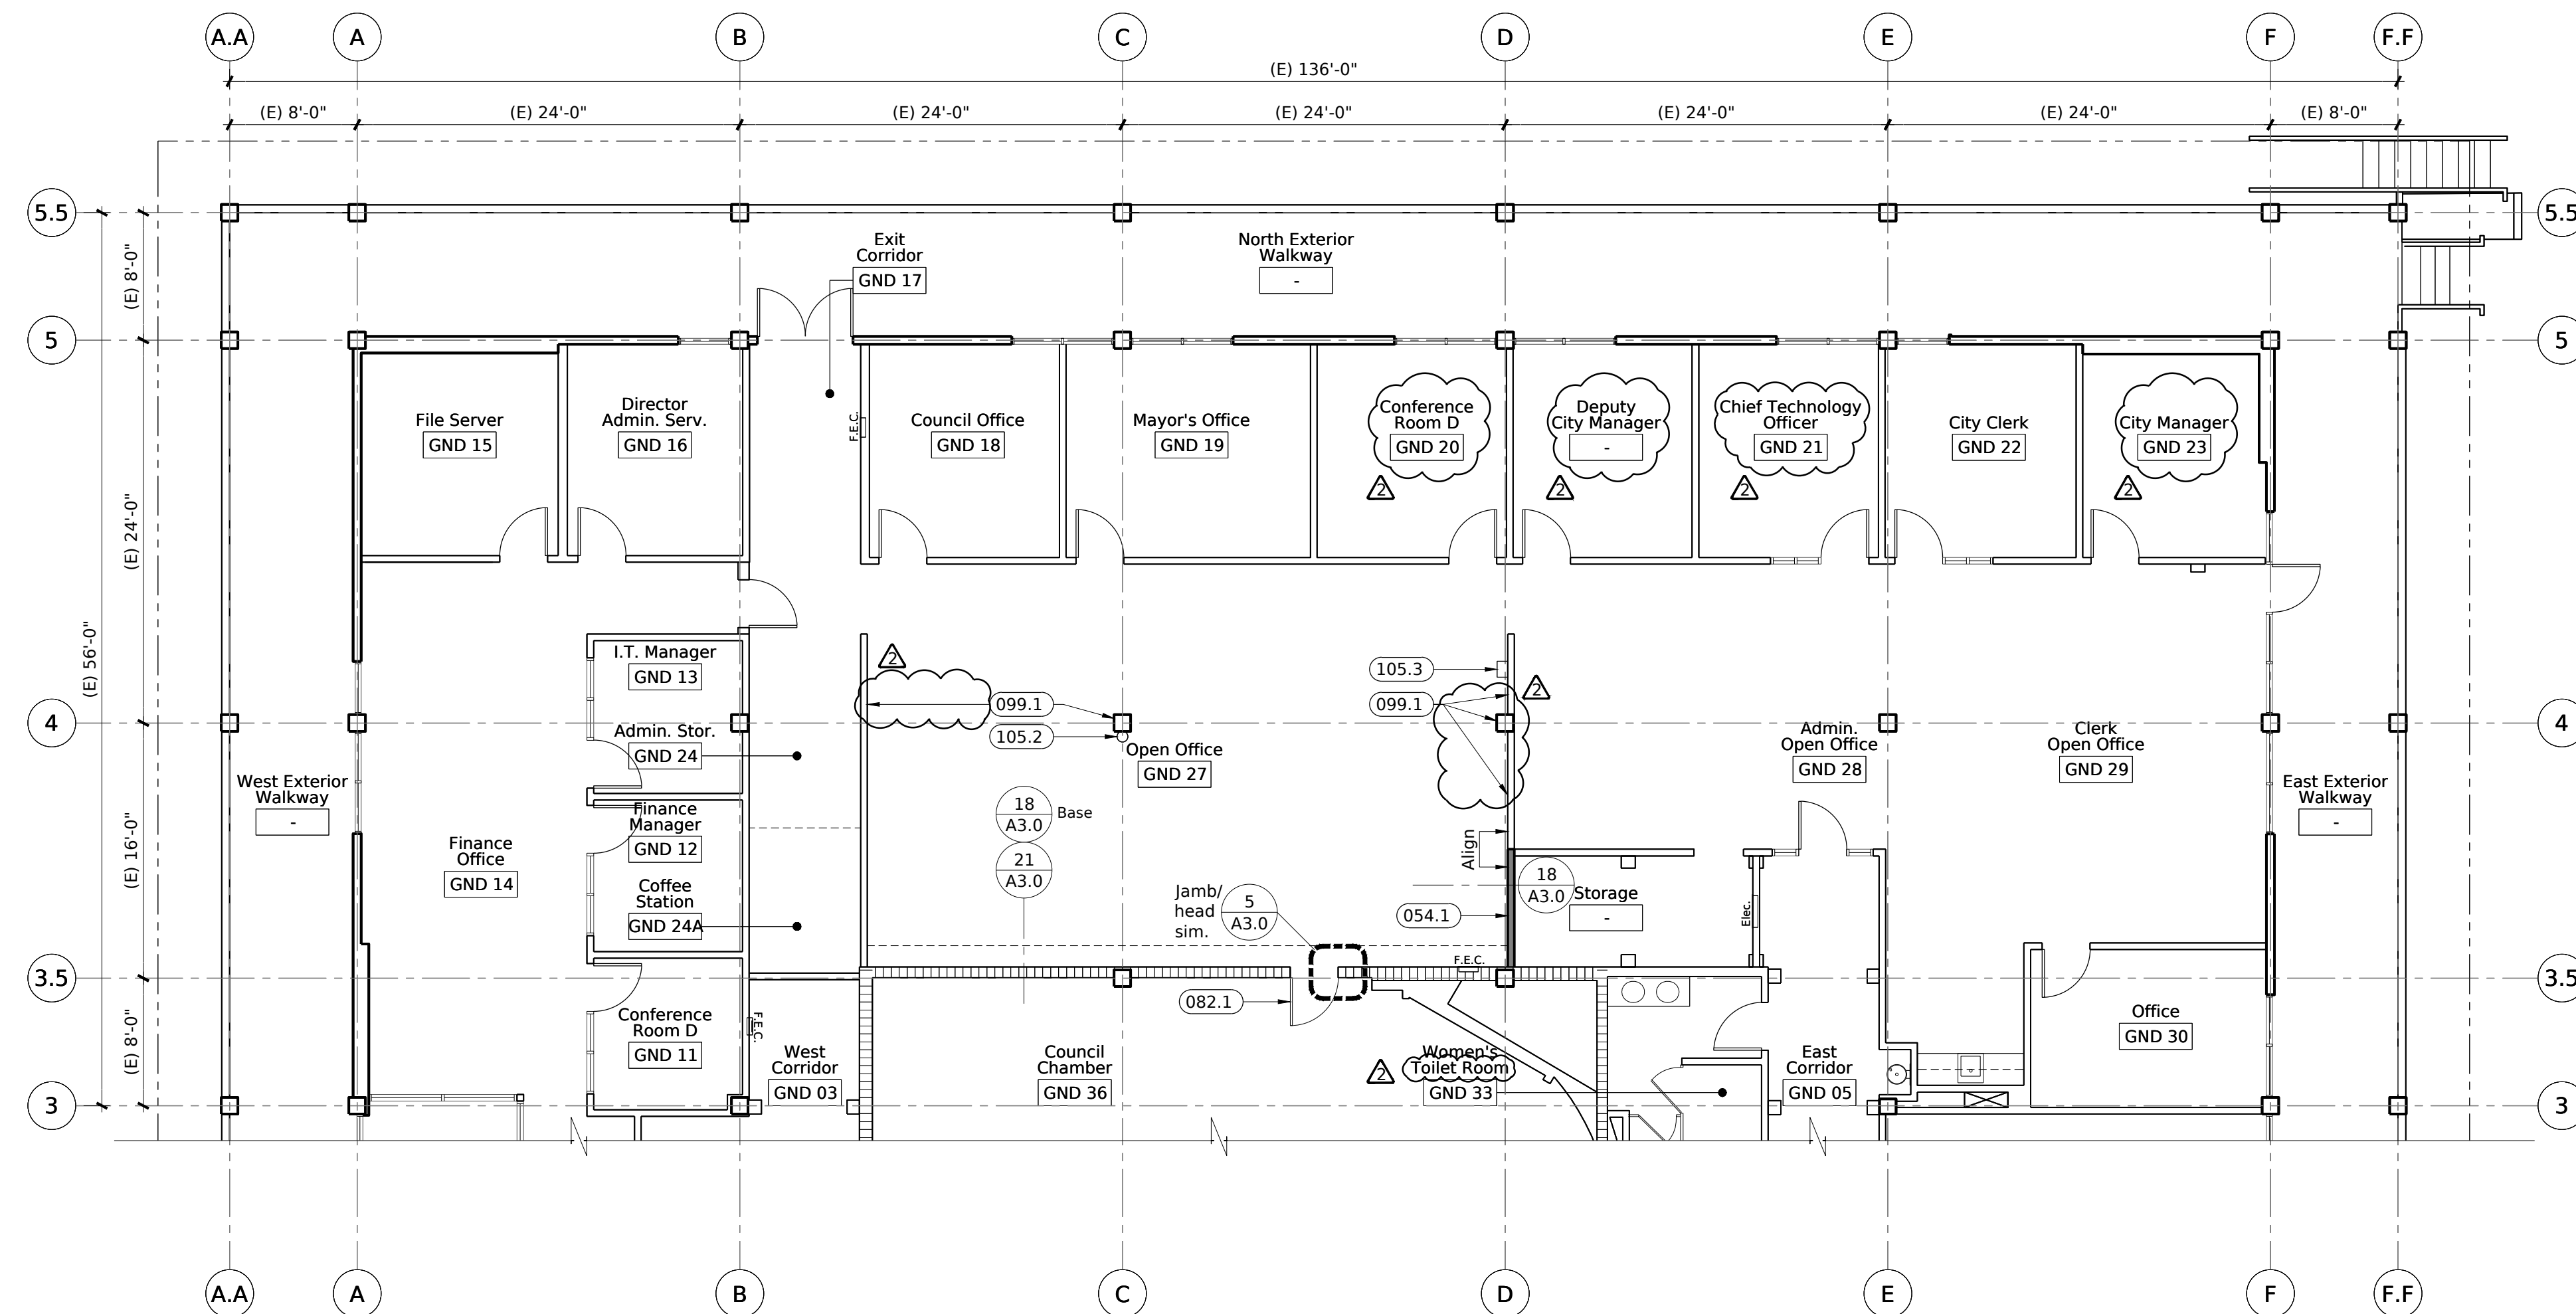 A.A A B C D E F F.F
(E) 136'-0"
(E) 8'-0" (E) 24'-0" (E) 24'-0" (E) 24'-0" (E) 24'-0" (E) 24'-0" (E) 8'-0"
5.5 5.5
(E) 8'-0"
Exit
Corridor
GND 17
North Exterior
Walkway
-
5 5
(E) 24'-0"
(E) 56'-0"
File Server
GND 15
Director
Admin. Serv.
GND 16
F.E.C.
Council Office
GND 18
Mayor's Office
GND 19
Conference
Room D
GND 20
2
Deputy
City Manager
-
2
Chief Technology
Officer
GND 21
2
City Clerk
GND 22
City Manager
GND 23
2
I.T. Manager
GND 13
2
099.1
105.2
105.3
099.1
2
4 4
Admin. Stor.
GND 24
Open Office
GND 27
Admin.
Open Office
GND 28
Clerk
Open Office
GND 29
West Exterior
Walkway
-
East Exterior
Walkway
-
(E) 16'-0"
Finance
Manager
GND 12
Finance
Office
GND 14
Coffee
Station
GND 24A
18
A3.0
Base
21
A3.0
Align
Jamb/
head
sim.
5
A3.0
054.1
18
A3.0
Storage
-
Elec.
F.E.C.
3.5 3.5
082.1
(E) 8'-0"
Conference
Room D
GND 11
F.E.C.
West
Corridor
GND 03
Council
Chamber
GND 36
2
Women's
Toilet Room
GND 33
East
Corridor
GND 05
Office
GND 30
3 3
A.A A B C D E F F.F